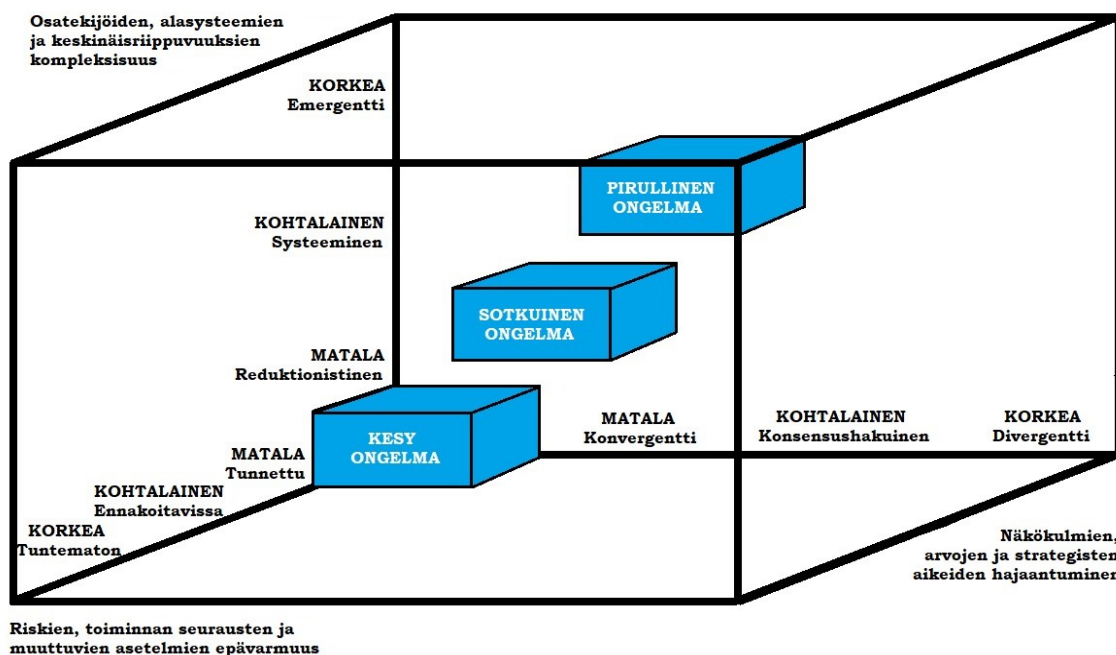 Osatekijöiden, alasysteemien
ja keskinäisriippuvuuksien
kompleksisuus
KORKEA
Emergentti
PIRULLINEN
ONGELMA
KOHTALAINEN
Systeeminen
SOTKUINEN
ONGELMA
MATALA
Reduktionistinen
KESY
ONGELMA
MATALA
Konvergentti
KOHTALAINEN
Konsensushakuinen
KORKEA
Divergentti
MATALA
Tunnettu
KOHTALAINEN
Ennakoitavissa
KORKEA
Tuntematon
Näkökulmien,
arvojen ja strategisten
aikeiden hajaantuminen
Riskien, toiminnan seurausten ja
muuttuvien asetelmien epävarmuus